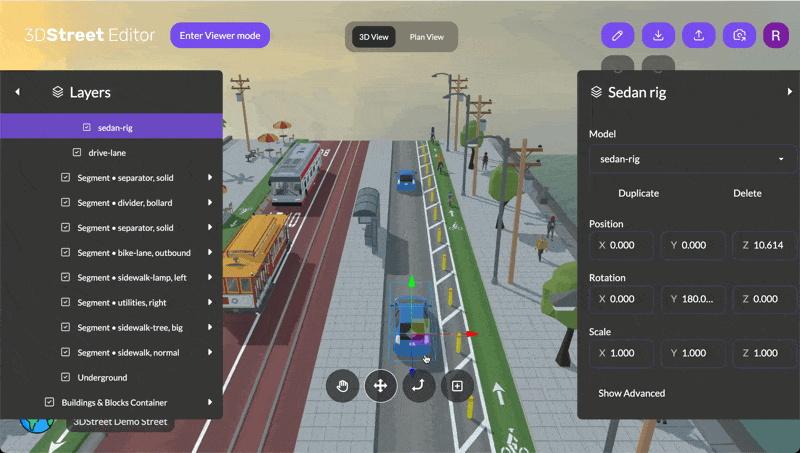 3DStreet Editor
Enter Viewer mode
3D View
Plan View
R
Layers
sedan-rig
drive-lane
Segment • separator, solid
Segment • divider, bollard
Segment • separator, solid
Segment • bike-lane, outbound
Segment • sidewalk-lamp, left
Segment • utilities, right
Segment • sidewalk-tree, big
Segment • sidewalk, normal
Underground
Buildings & Blocks Container
3DStreet Demo Street
Sedan rig
Model
sedan-rig
Duplicate
Delete
Position
X 0.000
Y 0.000
Z 10.614
Rotation
X 0.000
Y 180.0...
Z 0.000
Scale
X 1.000
Y 1.000
Z 1.000
Show Advanced